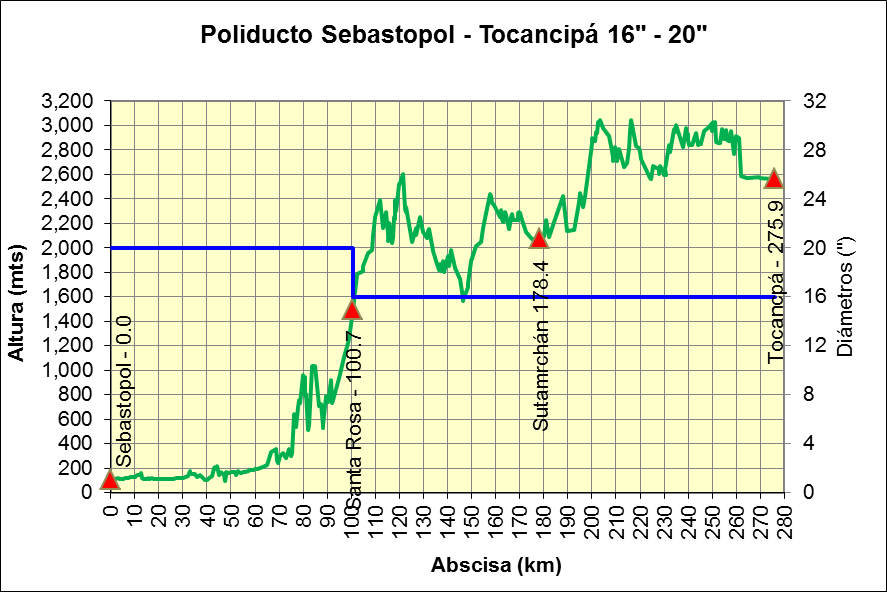 Poliducto Sebastopol - Tocancipá 16" - 20"
Altura (mts)
3,200
3,000
2,800
2,600
2,400
2,200
2,000
1,800
1,600
1,400
1,200
1,000
800
600
400
200
0
32
28
24
20
16
12
8
4
0
Diámetros (")
Sebastopol - 0.0
Santa Rosa - 100.7
Sutamrchán 178.4
Tocancpá - 275.9
0 10 20 30 40 50 60 70 80 90 100 110 120 130 140 150 160 170 180 190 200 210 220 230 240 250 260 270 280
Abscisa (km)